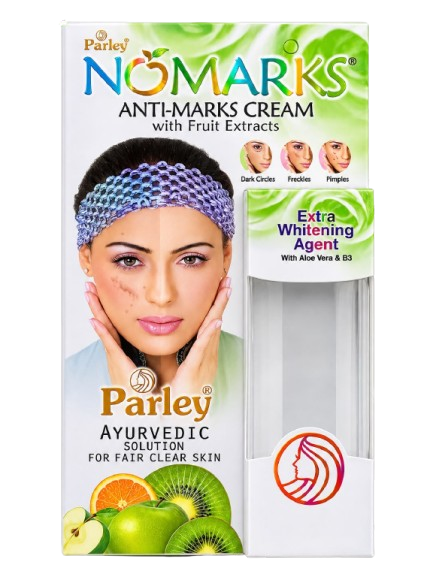 Parley
NOMARKS®
ANTI-MARKS CREAM
with Fruit Extracts
Dark Circles Freckles Pimples
Extra
Whitening
Agent
With Aloe Vera & B3
Parley®
AYURVEDIC
SOLUTION
FOR FAIR CLEAR SKIN